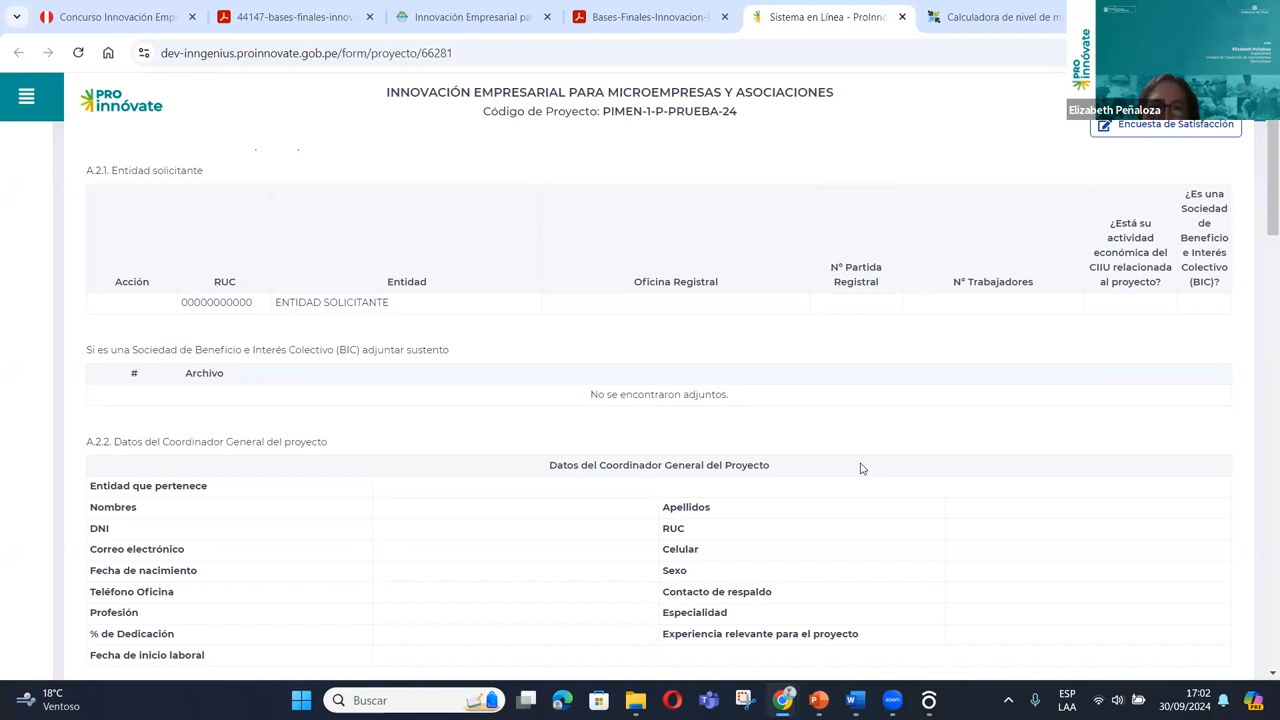 Concurso Innovación Emp
44147-bases-finales-innov
Innovación Empresarial pa
Bases-Finales-Innovacion-
Sistema en Línea - ProInn
Calculadora de nivel de m
dev-inngenius.proinnovate.gob.pe/form/proyecto/66281
PRO
innóvate
Elizabeth Peñaloza
PRO
innóvate
INNOVACIÓN EMPRESARIAL PARA MICROEMPRESAS Y ASOCIACIONES
Código de Proyecto: PIMEN-1-P-PRUEBA-24
Encuesta de Satisfacción
A.2.1. Entidad solicitante
Acción
RUC
Entidad
Oficina Registral
Nº Partida
Registral
Nº Trabajadores
¿Está su
actividad
económica del
CIIU relacionada
al proyecto?
¿Es una
Sociedad
de
Beneficio
e Interés
Colectivo
(BIC)?
00000000000
ENTIDAD SOLICITANTE
Si es una Sociedad de Beneficio e Interés Colectivo (BIC) adjuntar sustento
# Archivo
No se encontraron adjuntos.
A.2.2. Datos del Coordinador General del proyecto
Datos del Coordinador General del Proyecto
Entidad que pertenece
Nombres Apellidos
DNI RUC
Correo electrónico Celular
Fecha de nacimiento Sexo
Teléfono Oficina Contacto de respaldo
Profesión Especialidad
% de Dedicación Experiencia relevante para el proyecto
Fecha de inicio laboral
18°C
Ventoso
Buscar
ESP
LAA
17:02
30/09/2024